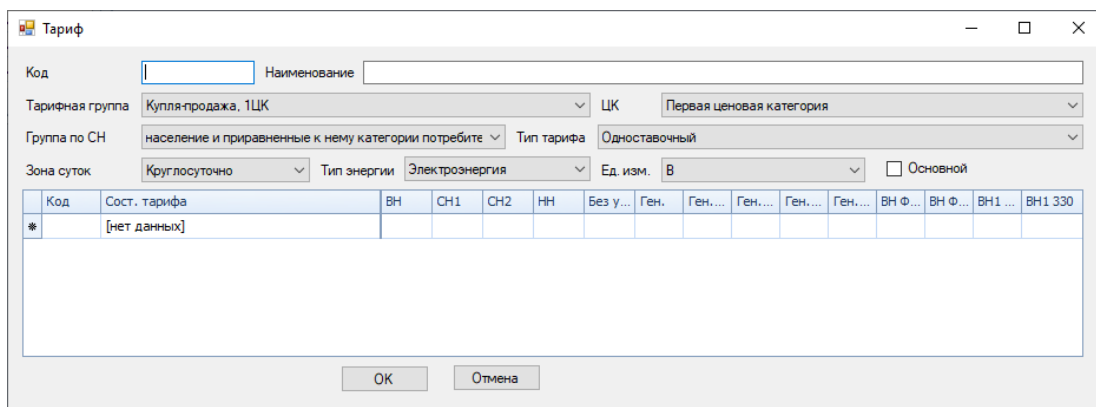 Тариф
Код Наименование
Тарифная группа Купля-продажа, 1ЦК ЦК Первая ценовая категория
Группа по СН население и приравненные к нему категории потребите Тип тарифа Одноставочный
Зона суток Круглосуточно Тип энергии Электроэнергия Ед. изм. В Основной
Код Сост. тарифа ВН СН1 СН2 НН Без у... Ген. Ген.... Ген.... Ген.... Ген.... ВН Ф... ВН Ф... ВН1 ... ВН1 330
[нет данных]
OK Отмена